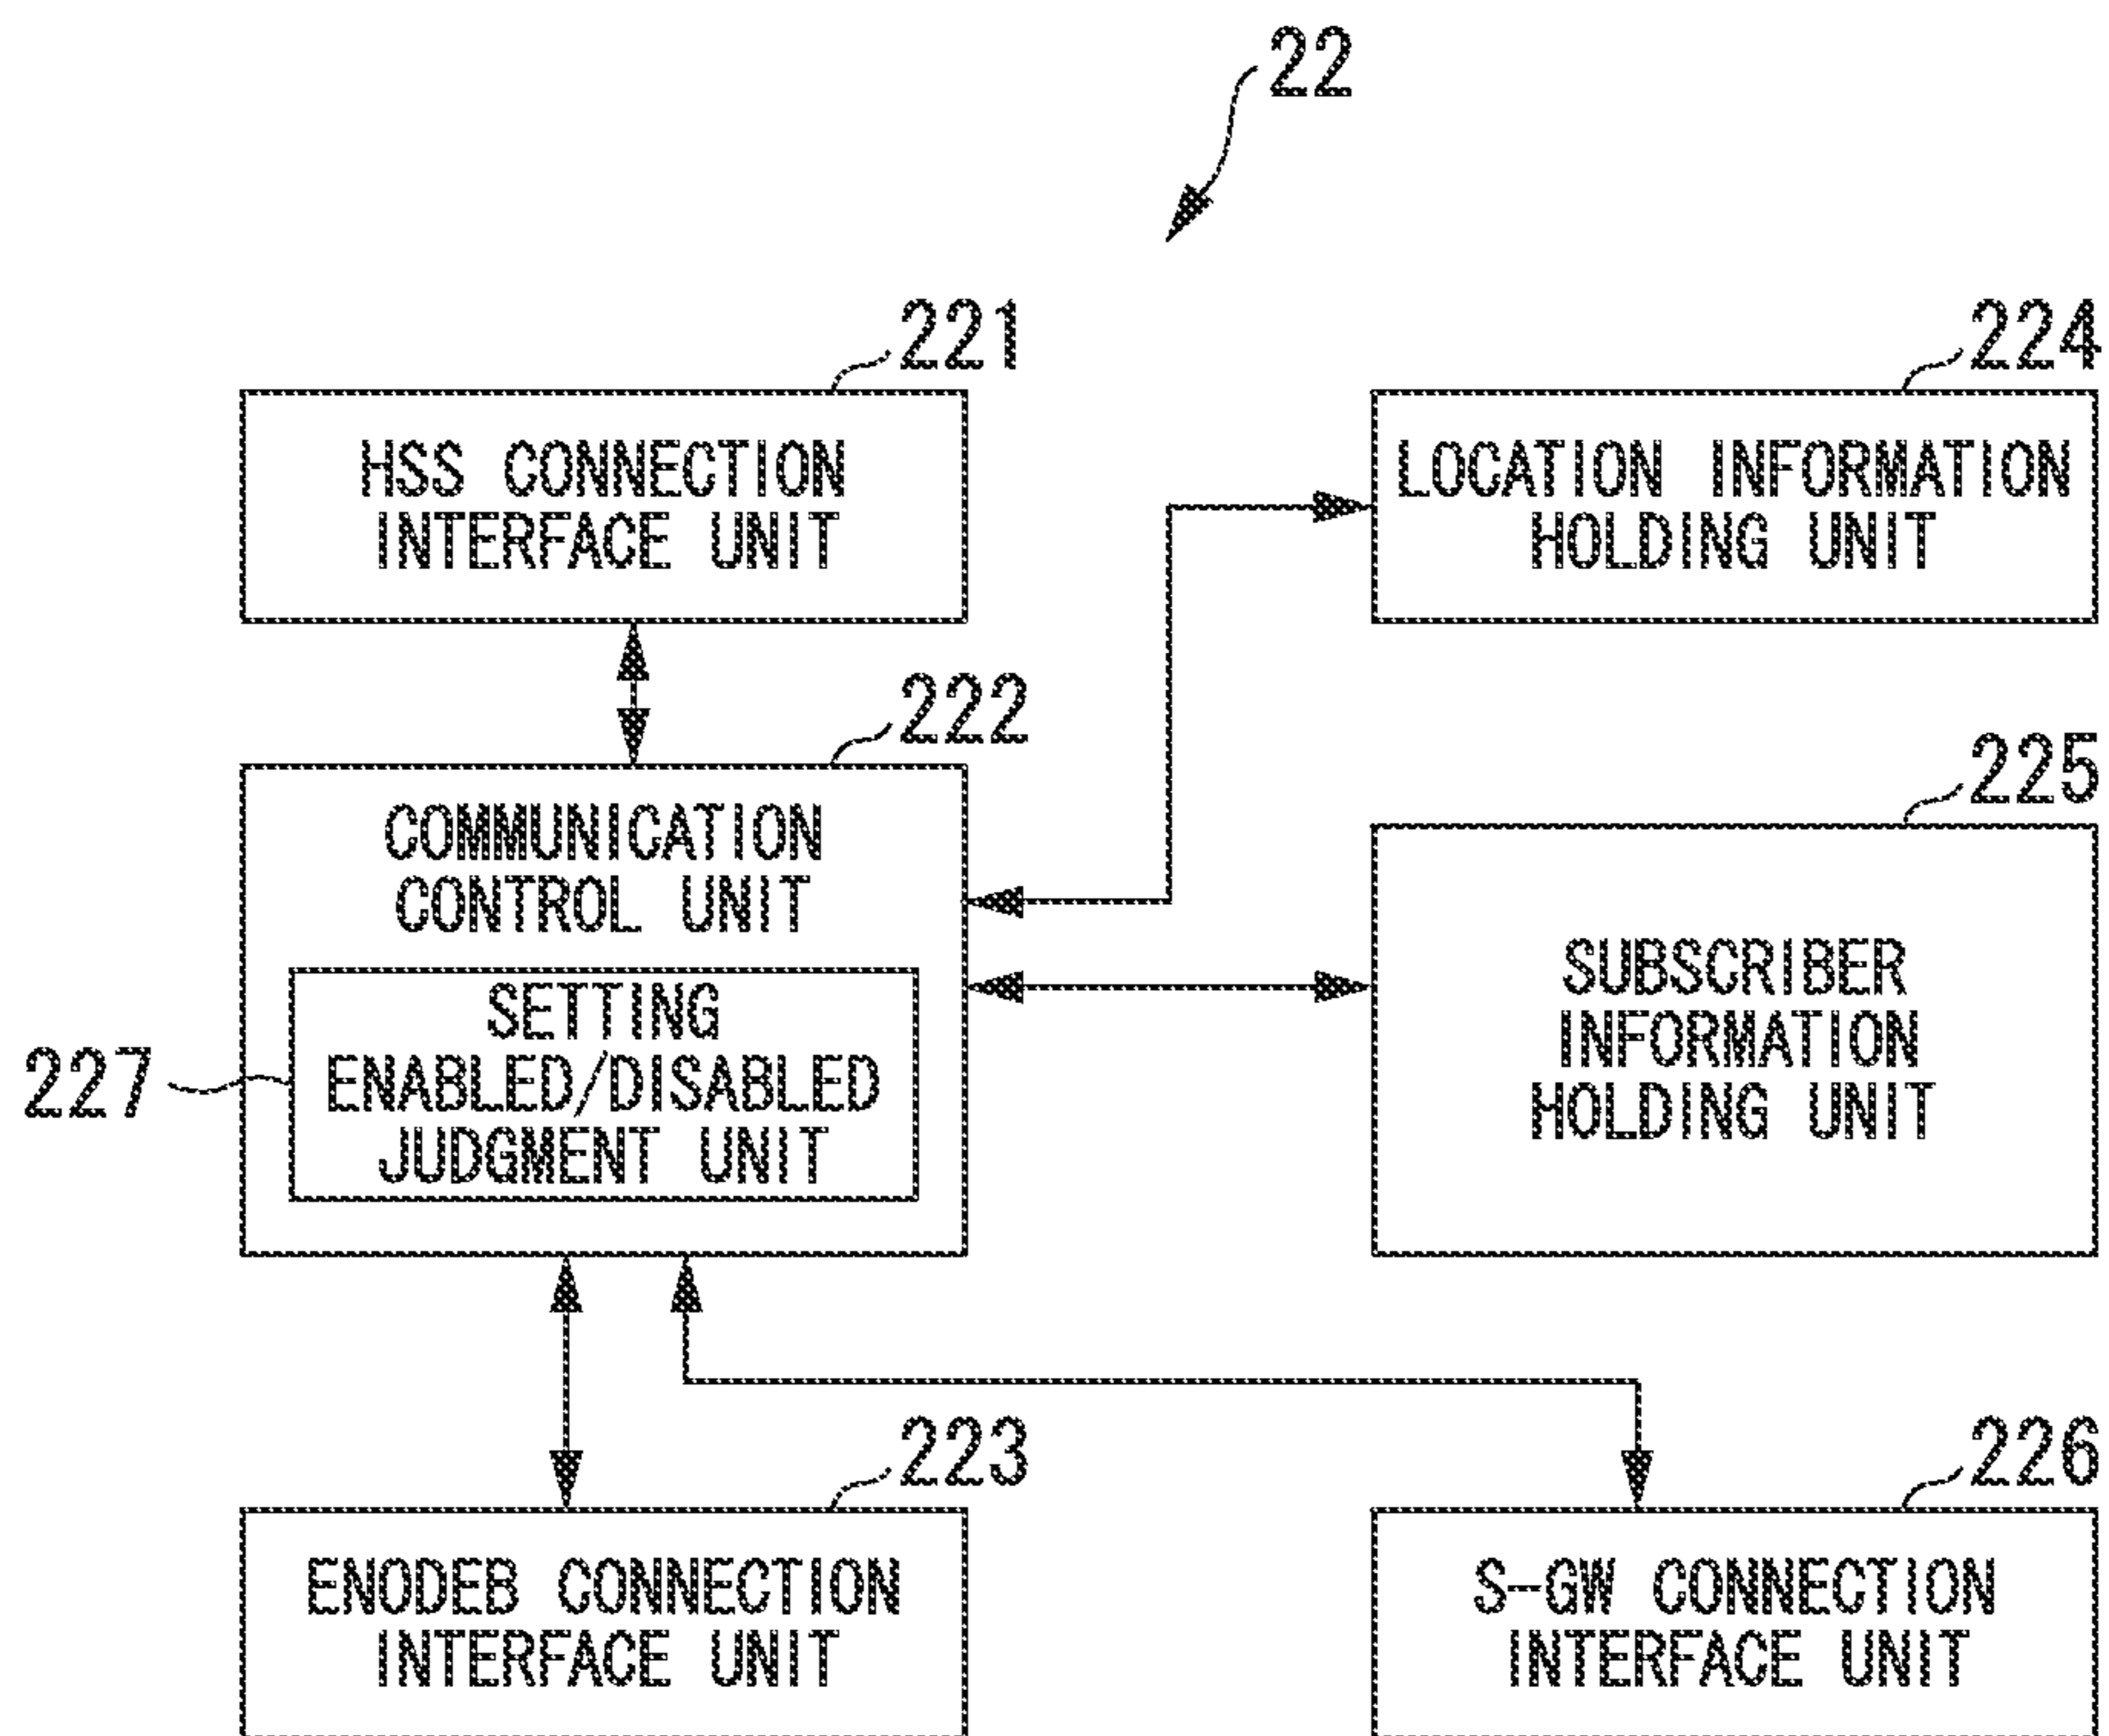 22
221
HSS CONNECTION
INTERFACE UNIT
224
LOCATION INFORMATION
HOLDING UNIT
222
COMMUNICATION
CONTROL UNIT
227
SETTING
ENABLED/DISABLED
JUDGMENT UNIT
225
SUBSCRIBER
INFORMATION
HOLDING UNIT
223
ENODEB CONNECTION
INTERFACE UNIT
226
S-GW CONNECTION
INTERFACE UNIT